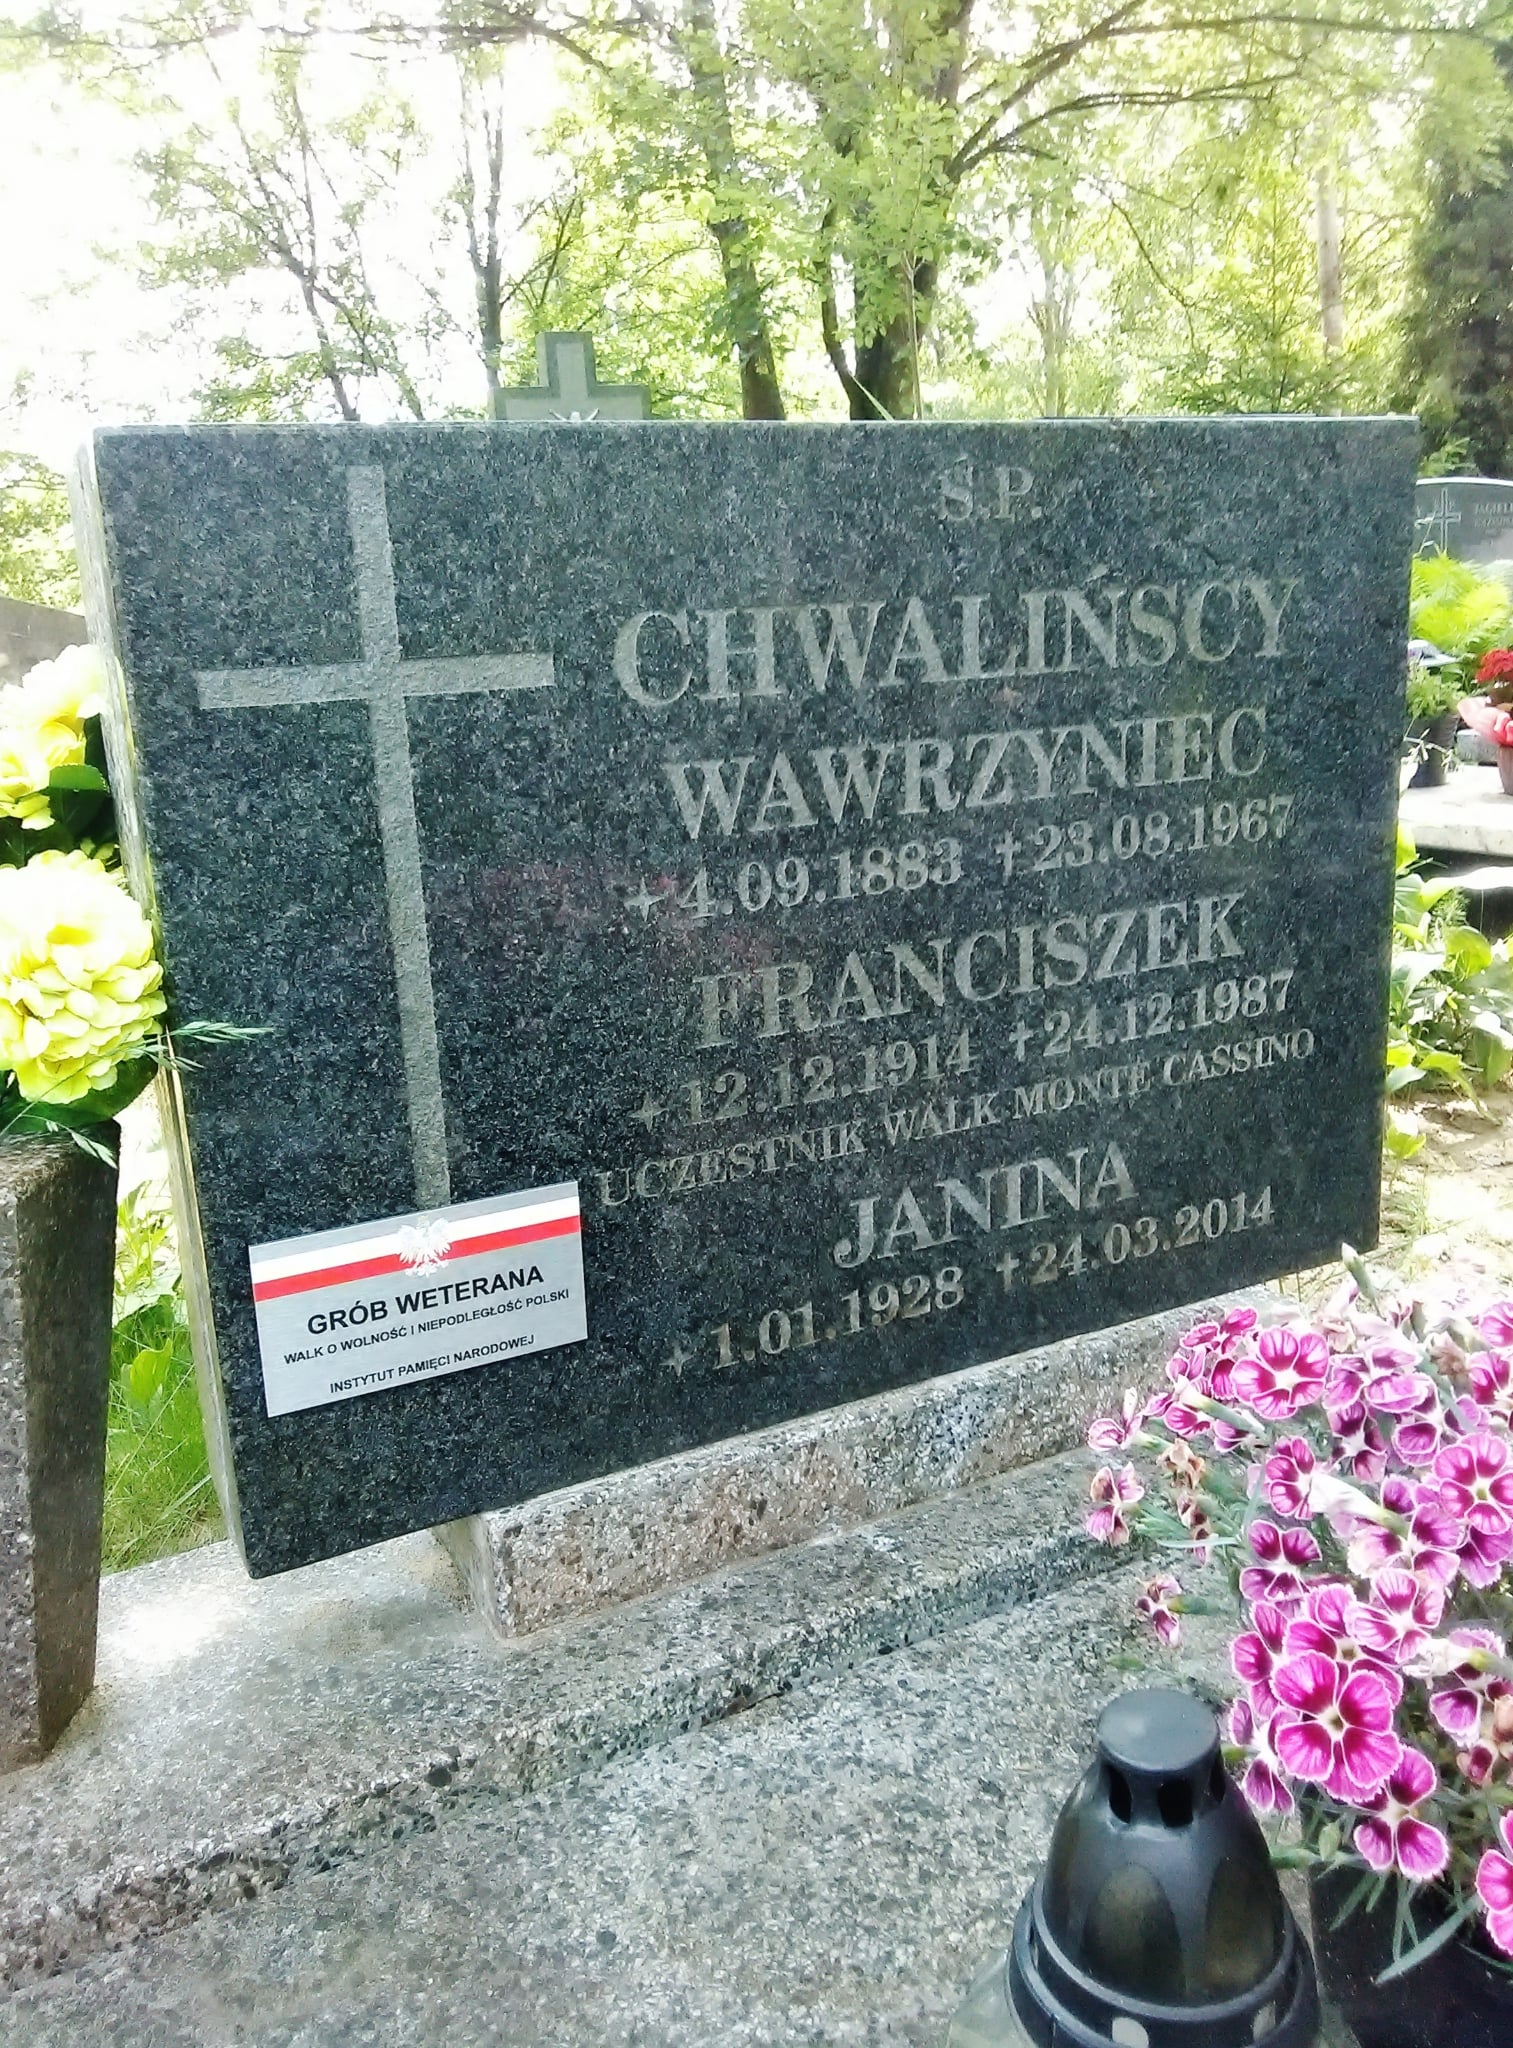 Ś.P.
CHWALIŃSCY
WAWRZYNIEC
4.09.1883 †23.08.1967
FRANCISZEK
12.12.1914 †24.12.1987
UCZESTNIK WALK MONTE CASSINO
JANINA
1.01.1928 †24.03.2014
GRÓB WETERANA
WALK O WOLNOŚĆ I NIEPODLEGŁOŚĆ POLSKI
INSTYTUT PAMIĘCI NARODOWEJ